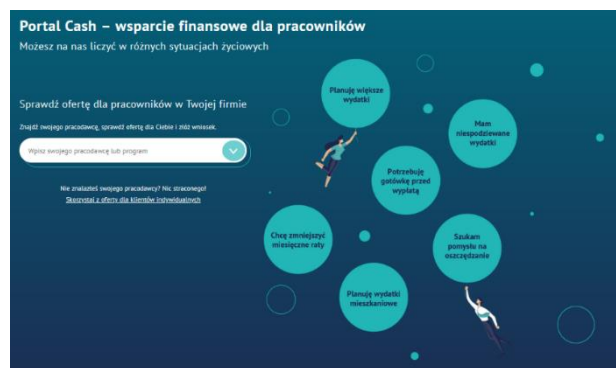 Portal Cash – wsparcie finansowe dla pracowników
Możesz na nas liczyć w różnych sytuacjach życiowych
Sprawdź ofertę dla pracowników w Twojej firmie
Znajdź swojego pracodawcę, sprawdź ofertę dla Ciebie i złóż wniosek.
Wpisz swojego pracodawcę lub program
Nie znalazłeś swojego pracodawcy? Nic straconego!
Skorzystaj z oferty dla klientów indywidualnych
Planuję większe
wydatki
Mam
niespodziewane
wydatki
Potrzebuję
gotówkę przed
wypłatą
Chcę zmniejszyć
miesięczne raty
Szukam
pomysłu na
oszczędzanie
Planuję wydatki
mieszkaniowe